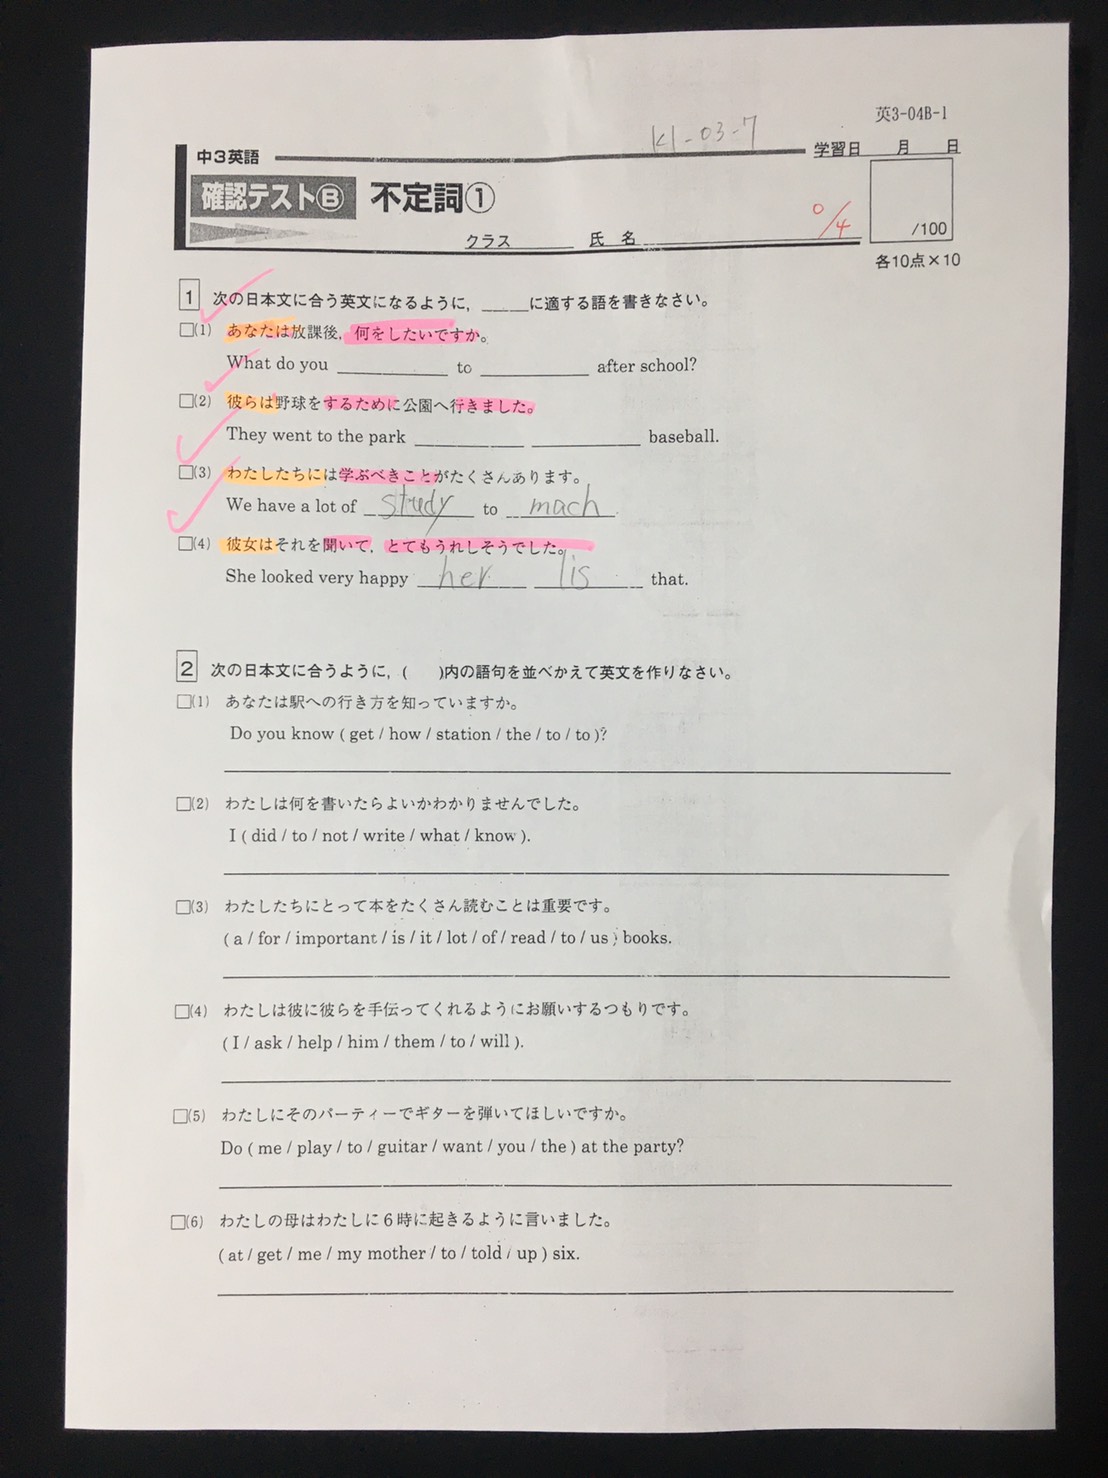 英3-04B-1
K1-03-7
中3英語
学習日 月 日
確認テストⒷ 不定詞①
0/4
/100
クラス 氏 名
各10点×10
1 次の日本文に合う英文になるように，____に適する語を書きなさい。
□(1) あなたは放課後，何をしたいですか。
What do you ________ to ________ after school?
□(2) 彼らは野球をするために公園へ行きました。
They went to the park ________ ________ baseball.
□(3) わたしたちには学ぶべきことがたくさんあります。
We have a lot of study to mach.
□(4) 彼女はそれを聞いて，とてもうれしそうでした。
She looked very happy her lis that.
2 次の日本文に合うように，( )内の語句を並べかえて英文を作りなさい。
□(1) あなたは駅への行き方を知っていますか。
Do you know ( get / how / station / the / to / to )?
□(2) わたしは何を書いたらよいかわかりませんでした。
I ( did / to / not / write / what / know ).
□(3) わたしたちにとって本をたくさん読むことは重要です。
( a / for / important / is / it / lot / of / read / to / us ) books.
□(4) わたしは彼に彼らを手伝ってくれるようにお願いするつもりです。
( I / ask / help / him / them / to / will ).
□(5) わたしにそのパーティーでギターを弾いてほしいですか。
Do ( me / play / to / guitar / want / you / the ) at the party?
□(6) わたしの母はわたしに6時に起きるように言いました。
( at / get / me / my mother / to / told / up ) six.